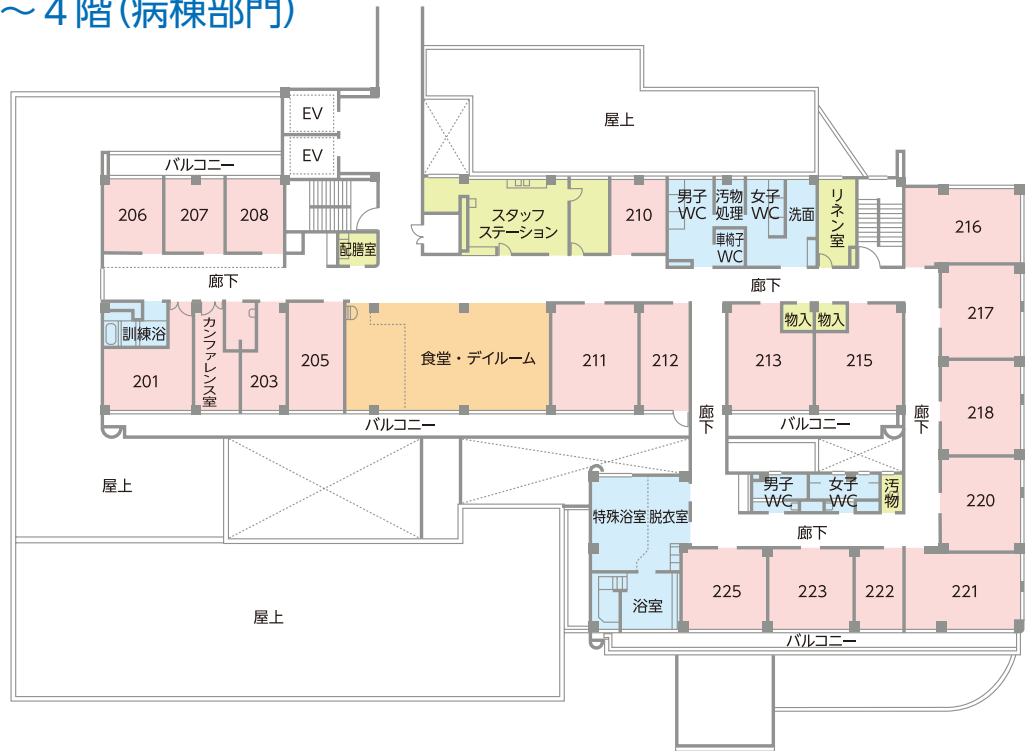 ～4階(病棟部門)
EV
屋上
EV
バルコニー
206
207
208
配膳室
スタッフ
ステーション
210
男子
WC
汚物
処理
車椅子
WC
女子
WC
洗面
リネン室
216
廊下
廊下
217
訓練浴
201
カンファレンス室
203
205
食堂・デイルーム
211
212
物入
物入
213
215
218
バルコニー
廊下
バルコニー
廊下
屋上
男子
WC
女子
WC
汚物
220
特殊浴室
脱衣室
廊下
浴室
225
223
222
221
屋上
バルコニー